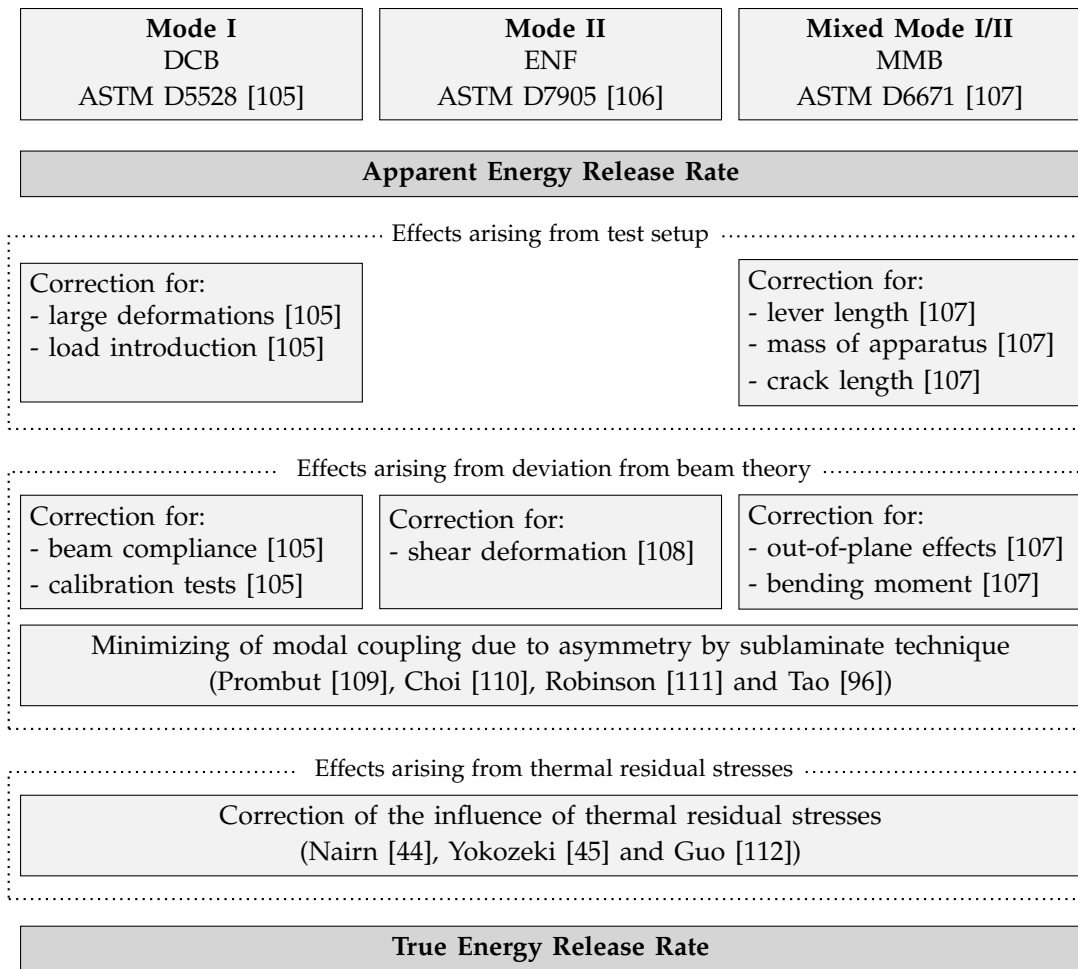 Mode I
DCB
ASTM D5528 [105]
Mode II
ENF
ASTM D7905 [106]
Mixed Mode I/II
MMB
ASTM D6671 [107]
Apparent Energy Release Rate
Effects arising from test setup
Correction for:
- large deformations [105]
- load introduction [105]
Correction for:
- lever length [107]
- mass of apparatus [107]
- crack length [107]
Effects arising from deviation from beam theory
Correction for:
- beam compliance [105]
- calibration tests [105]
Correction for:
- shear deformation [108]
Correction for:
- out-of-plane effects [107]
- bending moment [107]
Minimizing of modal coupling due to asymmetry by sublaminate technique
(Prombut [109], Choi [110], Robinson [111] and Tao [96])
Effects arising from thermal residual stresses
Correction of the influence of thermal residual stresses
(Nairn [44], Yokozeki [45] and Guo [112])
True Energy Release Rate